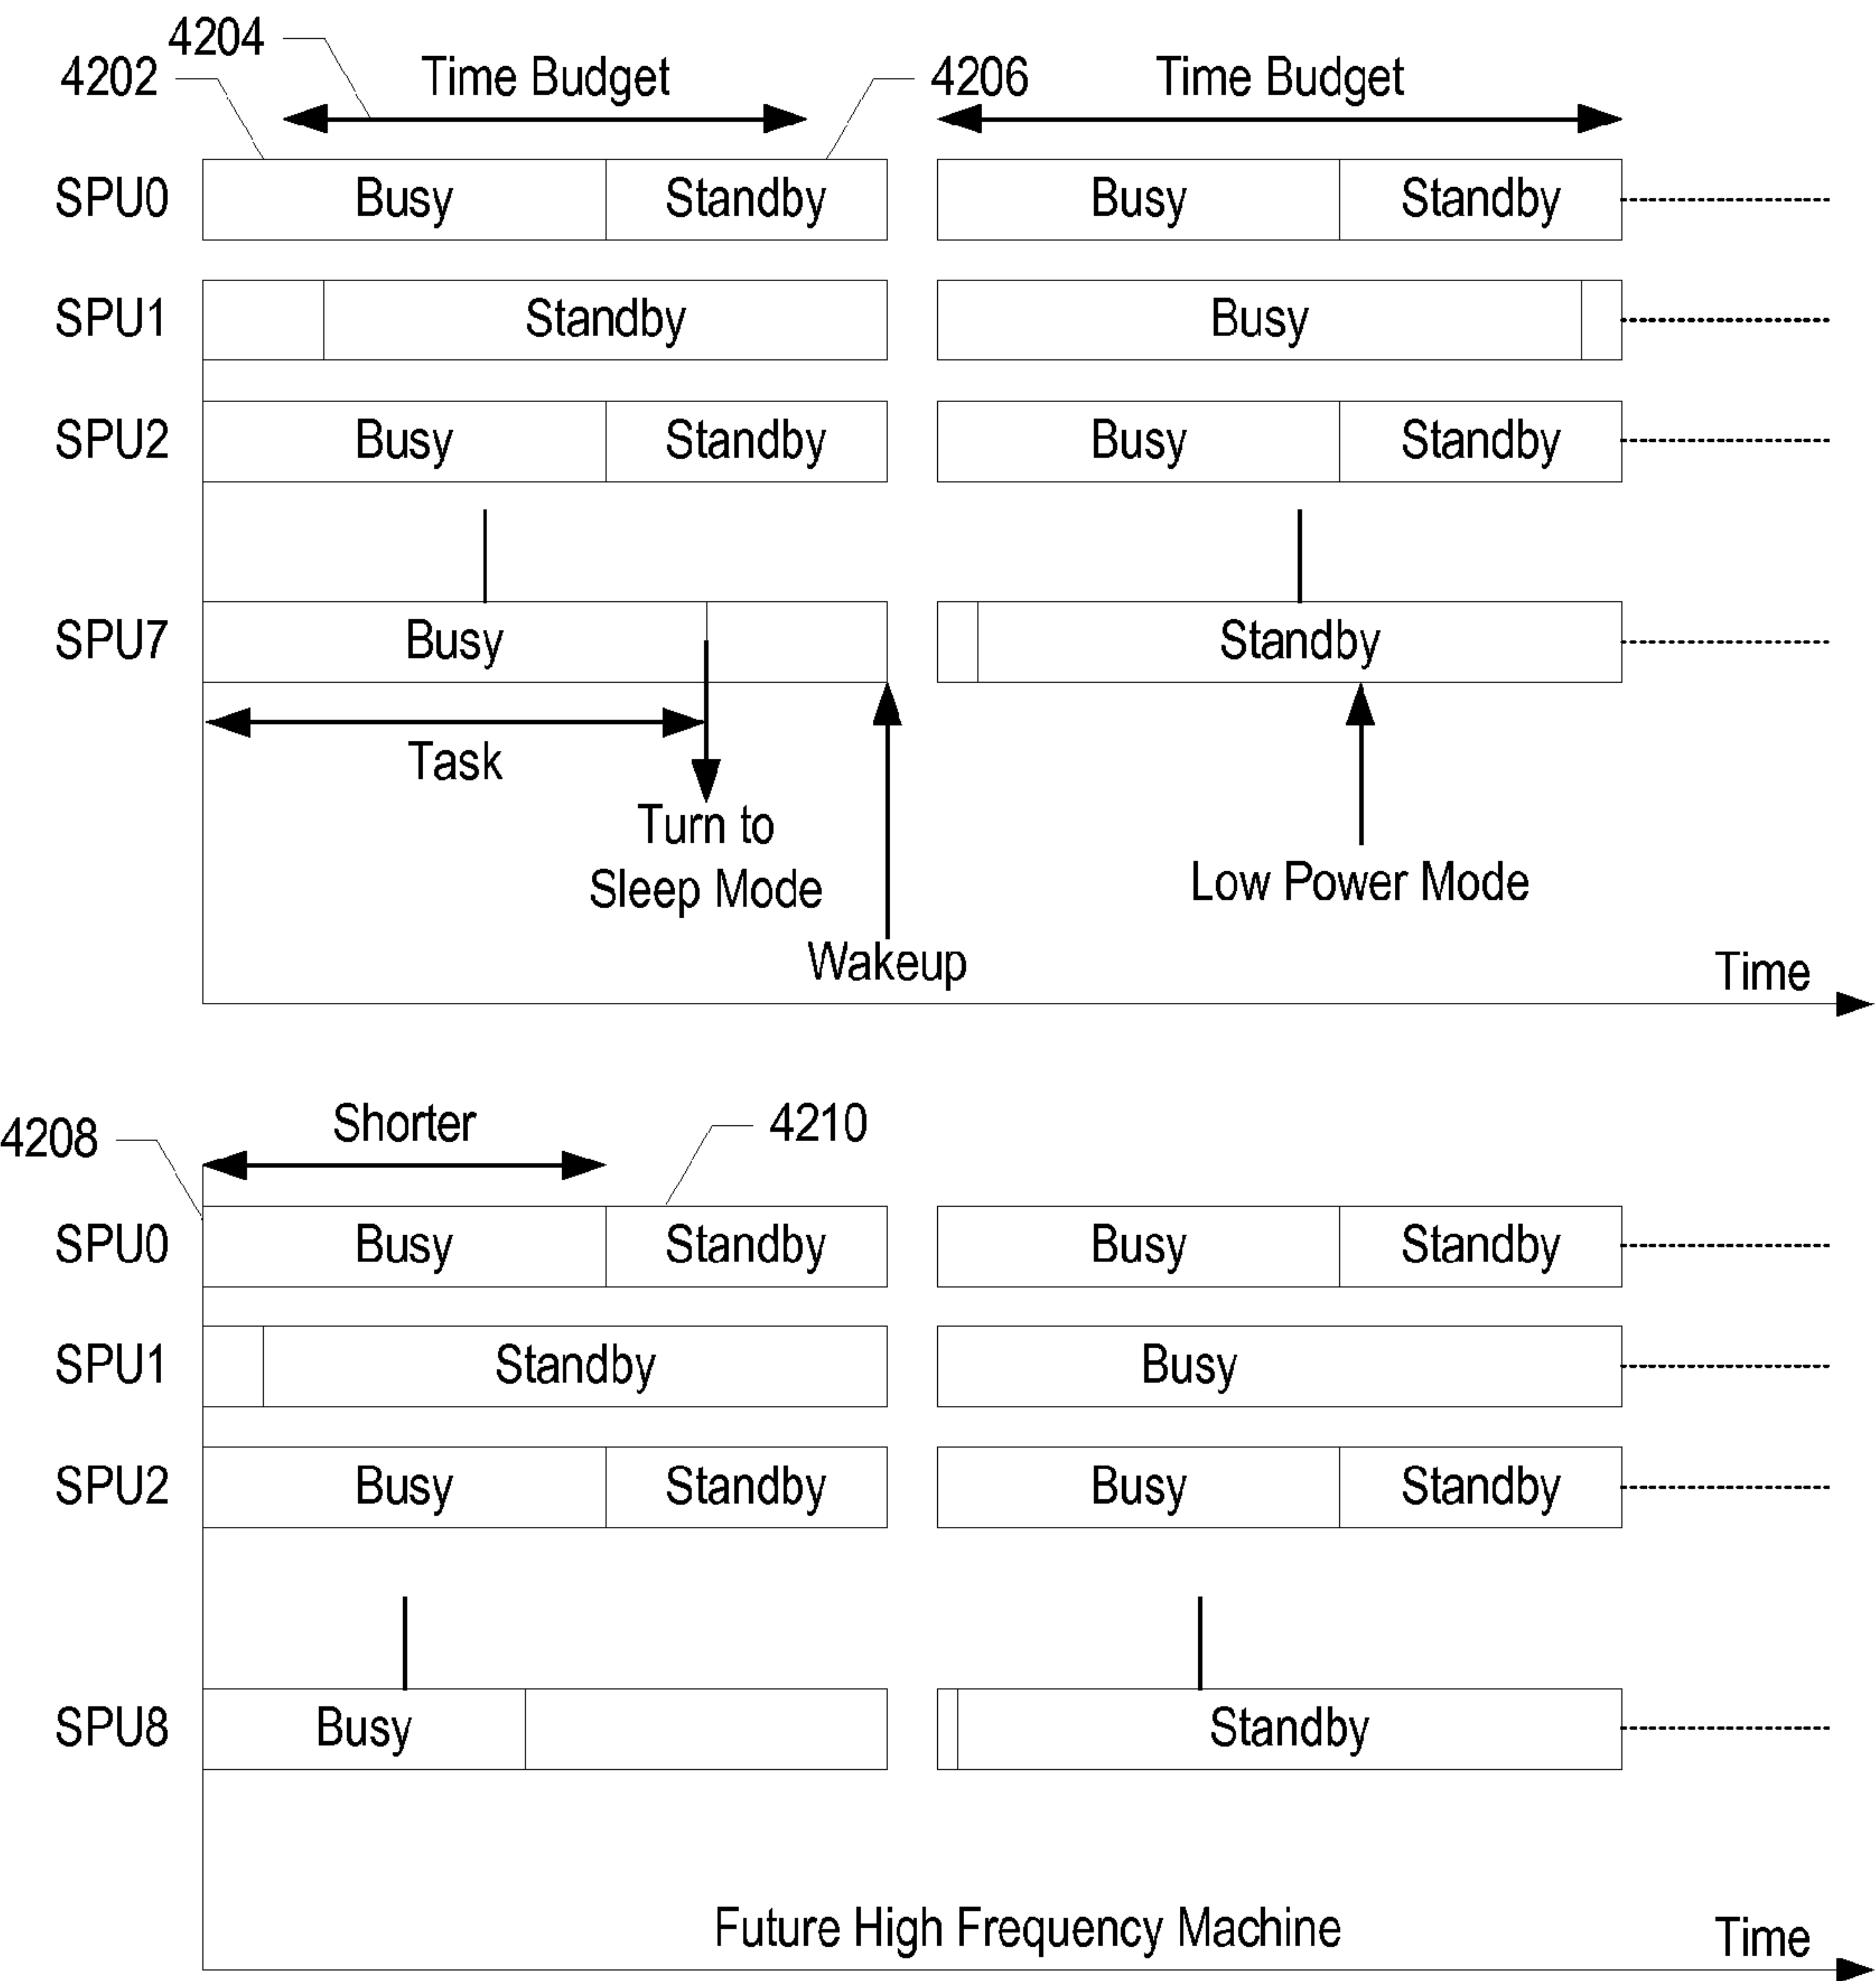 4204
4202
Time Budget
4206
Time Budget
SPU0
Busy
Standby
Busy
Standby
SPU1
Standby
Busy
SPU2
Busy
Standby
Busy
Standby
SPU7
Busy
Standby
Task
Turn to
Sleep Mode
Low Power Mode
Wakeup
Time
4208
Shorter
4210
SPU0
Busy
Standby
Busy
Standby
SPU1
Standby
Busy
SPU2
Busy
Standby
Busy
Standby
SPU8
Busy
Standby
Future High Frequency Machine
Time